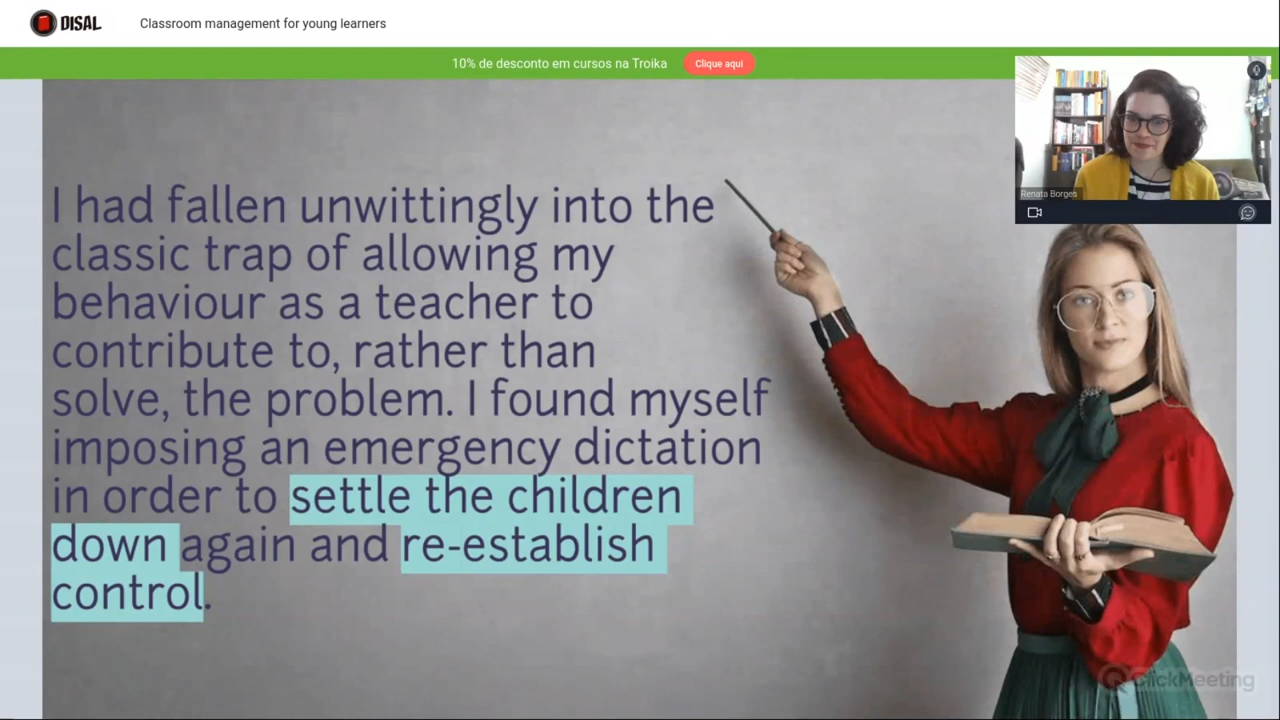 DISAL
Classroom management for young learners
10% de desconto em cursos na Troika
Clique aqui
Renata Borges
I had fallen unwittingly into the
classic trap of allowing my
behaviour as a teacher to
contribute to, rather than
solve, the problem. I found myself
imposing an emergency dictation
in order to settle the children
down again and re-establish
control.
ClickMeeting